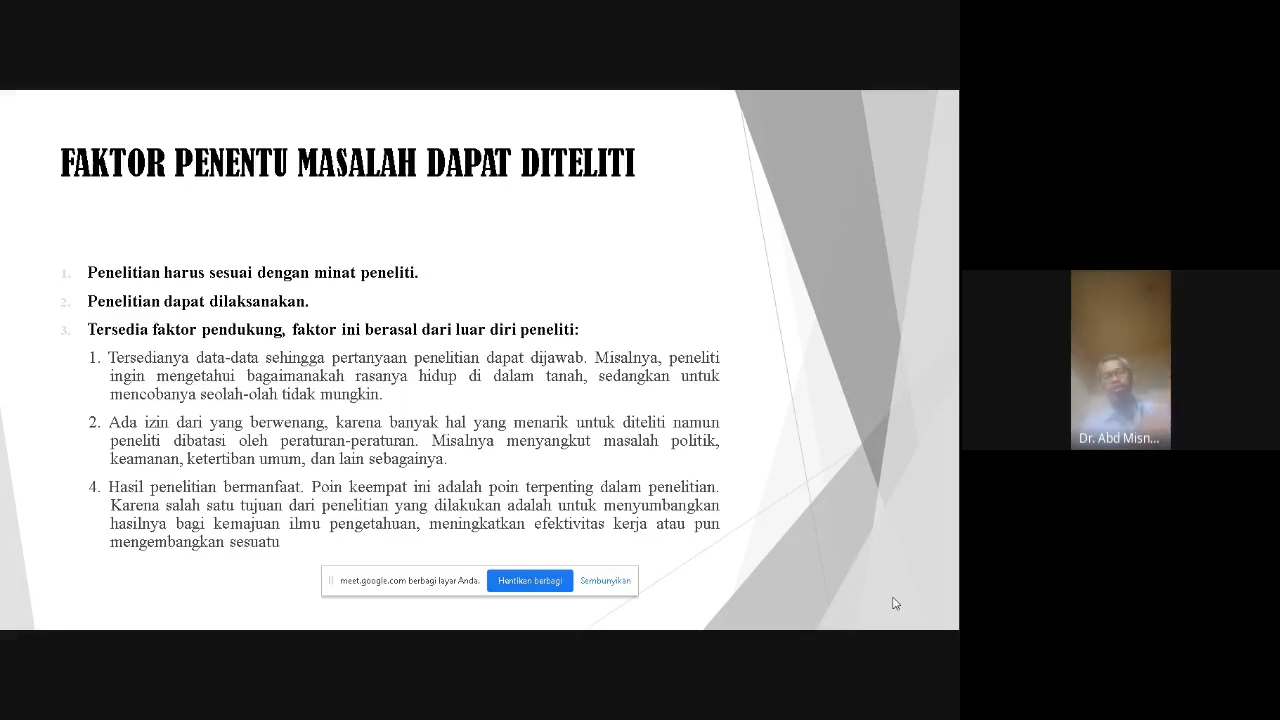 FAKTOR PENENTU MASALAH DAPAT DITELITI
1. Penelitian harus sesuai dengan minat peneliti.
2. Penelitian dapat dilaksanakan.
3. Tersedia faktor pendukung, faktor ini berasal dari luar diri peneliti:
1. Tersedianya data-data sehingga pertanyaan penelitian dapat dijawab. Misalnya, peneliti
ingin mengetahui bagaimanakah rasanya hidup di dalam tanah, sedangkan untuk
mencobanya seolah-olah tidak mungkin.
2. Ada izin dari yang berwenang, karena banyak hal yang menarik untuk diteliti namun
peneliti dibatasi oleh peraturan-peraturan. Misalnya menyangkut masalah politik,
keamanan, ketertiban umum, dan lain sebagainya.
4. Hasil penelitian bermanfaat. Poin keempat ini adalah poin terpenting dalam penelitian.
Karena salah satu tujuan dari penelitian yang dilakukan adalah untuk menyumbangkan
hasilnya bagi kemajuan ilmu pengetahuan, meningkatkan efektivitas kerja atau pun
mengembangkan sesuatu
meet.google.com berbagi layar Anda. Hentikan berbagi Sembunyikan
Dr. Abd Misn...